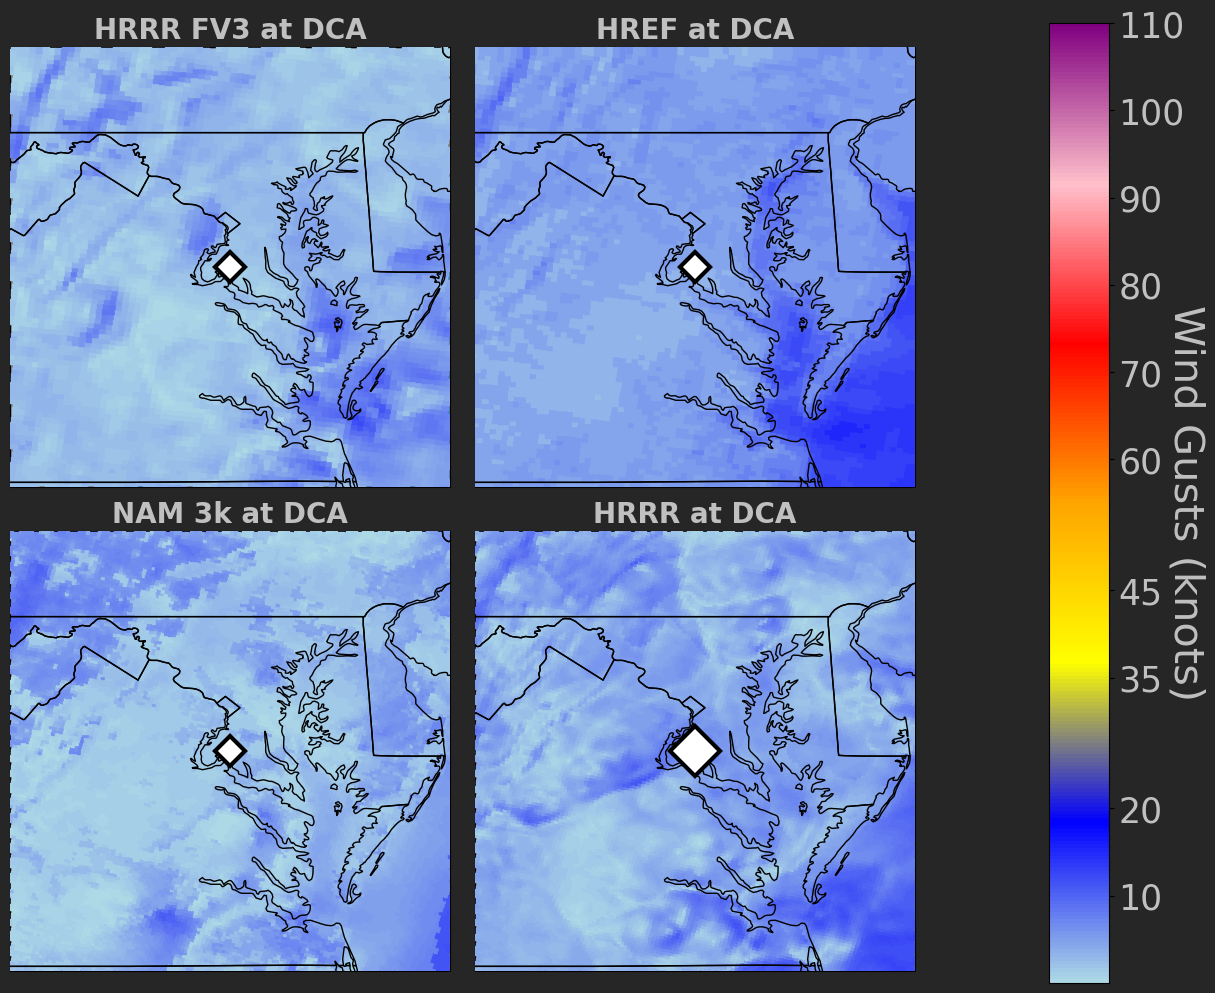 HRRR FV3 at DCA
HREF at DCA
NAM 3k at DCA
HRRR at DCA
110
100
90
80
70
60
45
35
20
10
Wind Gusts (knots)